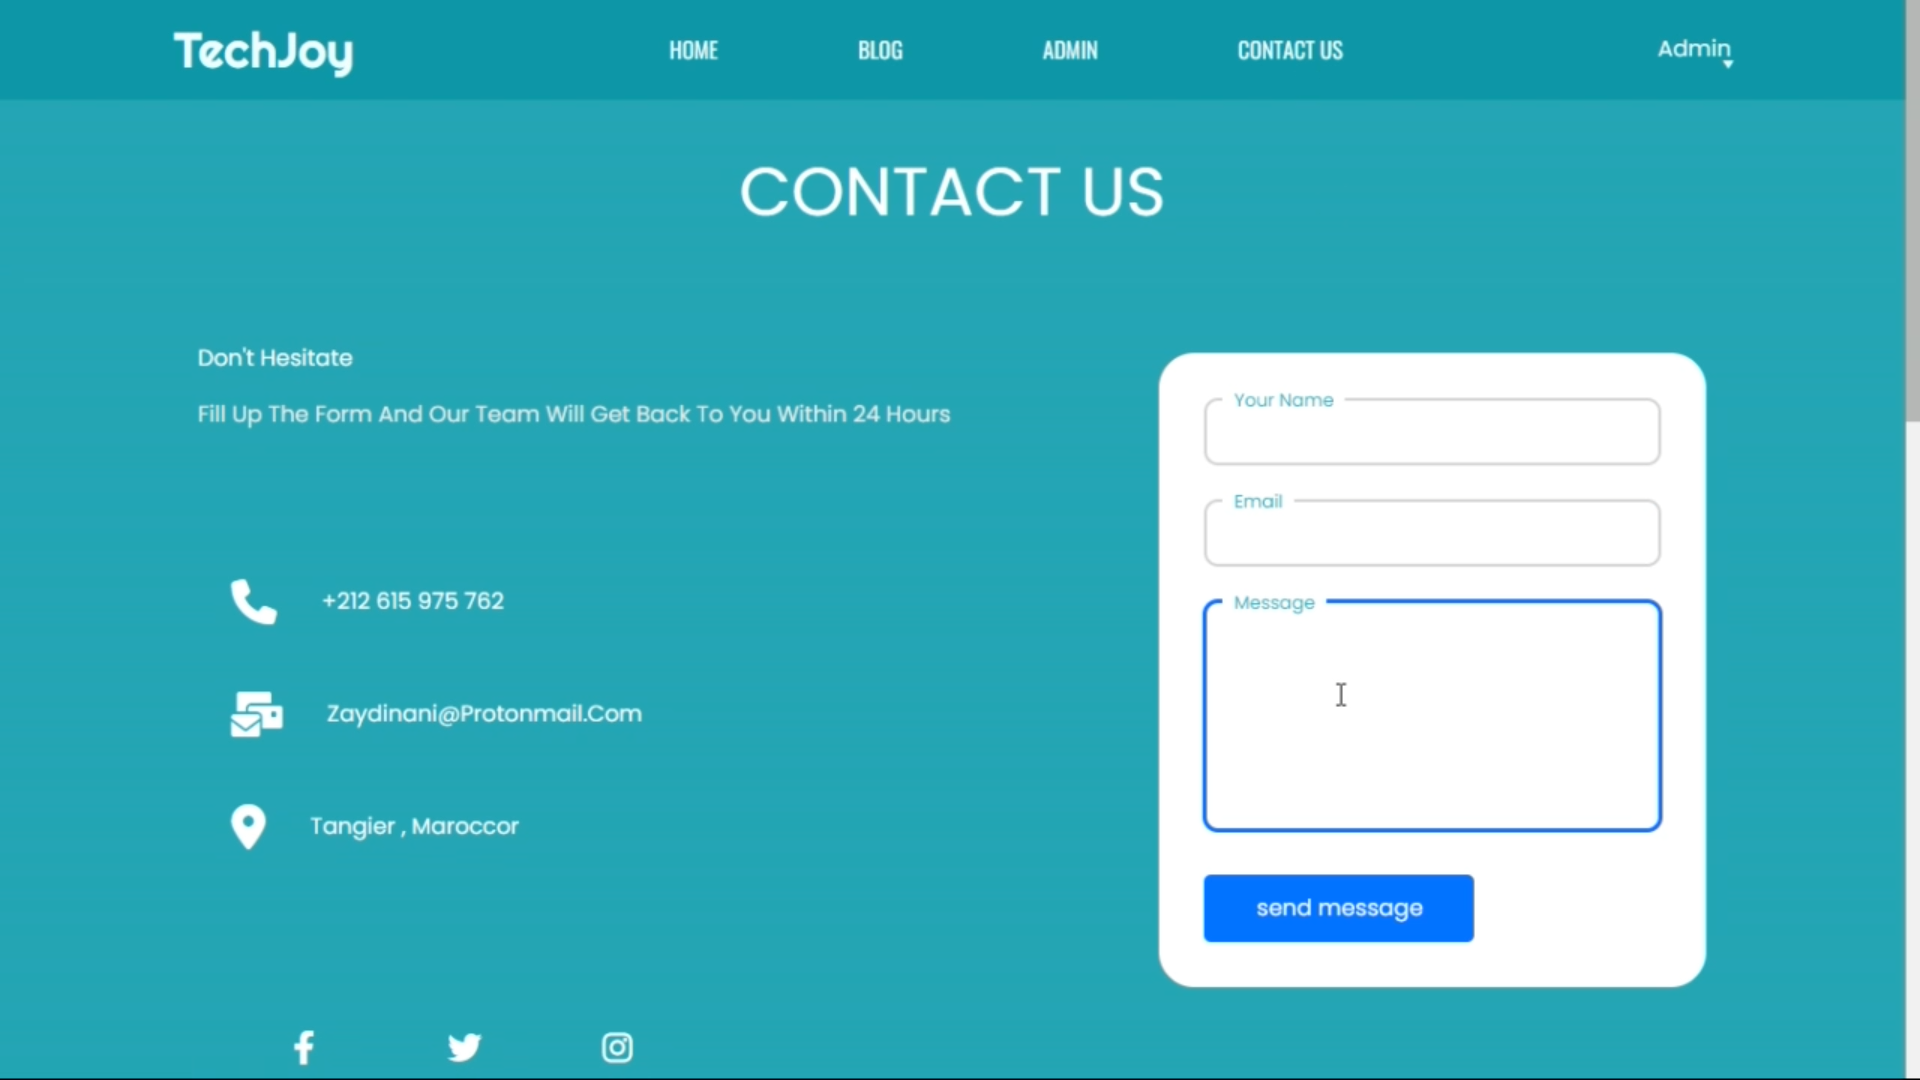 TechJoy
HOME
BLOG
ADMIN
CONTACT US
Admin
CONTACT US
Don't Hesitate
Fill Up The Form And Our Team Will Get Back To You Within 24 Hours
+212 615 975 762
Zaydinani@Protonmail.Com
Tangier , Maroccor
Your Name
Email
Message
send message